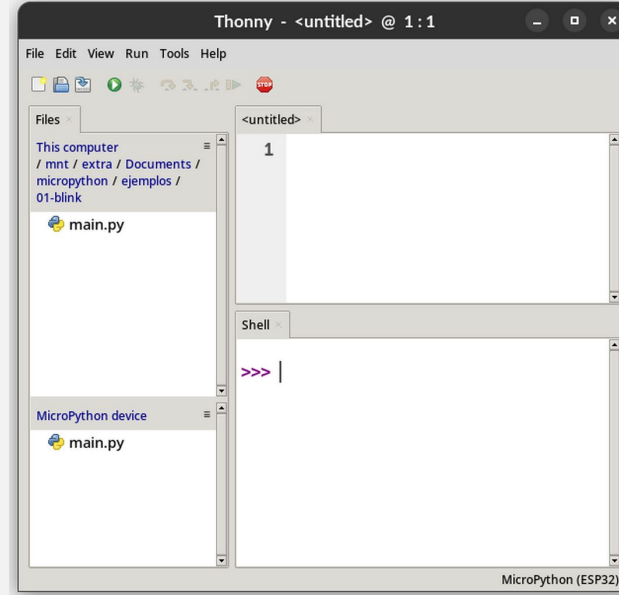 Thonny - <untitled> @ 1 : 1
File Edit View Run Tools Help
STOP
Files
This computer
/ mnt / extra / Documents /
micropython / ejemplos /
01-blink
main.py
MicroPython device
main.py
<untitled>
1
Shell
>>>
MicroPython (ESP32)